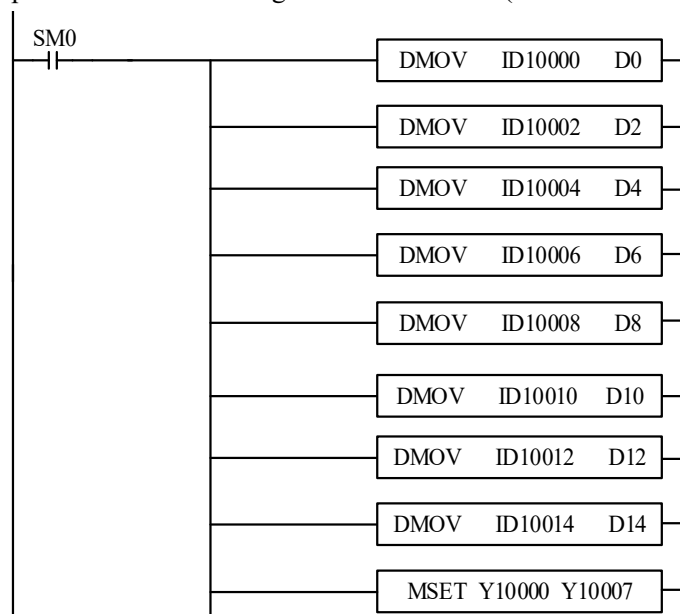 SM0
DMOV ID10000 D0
DMOV ID10002 D2
DMOV ID10004 D4
DMOV ID10006 D6
DMOV ID10008 D8
DMOV ID10010 D10
DMOV ID10012 D12
DMOV ID10014 D14
MSET Y10000 Y10007